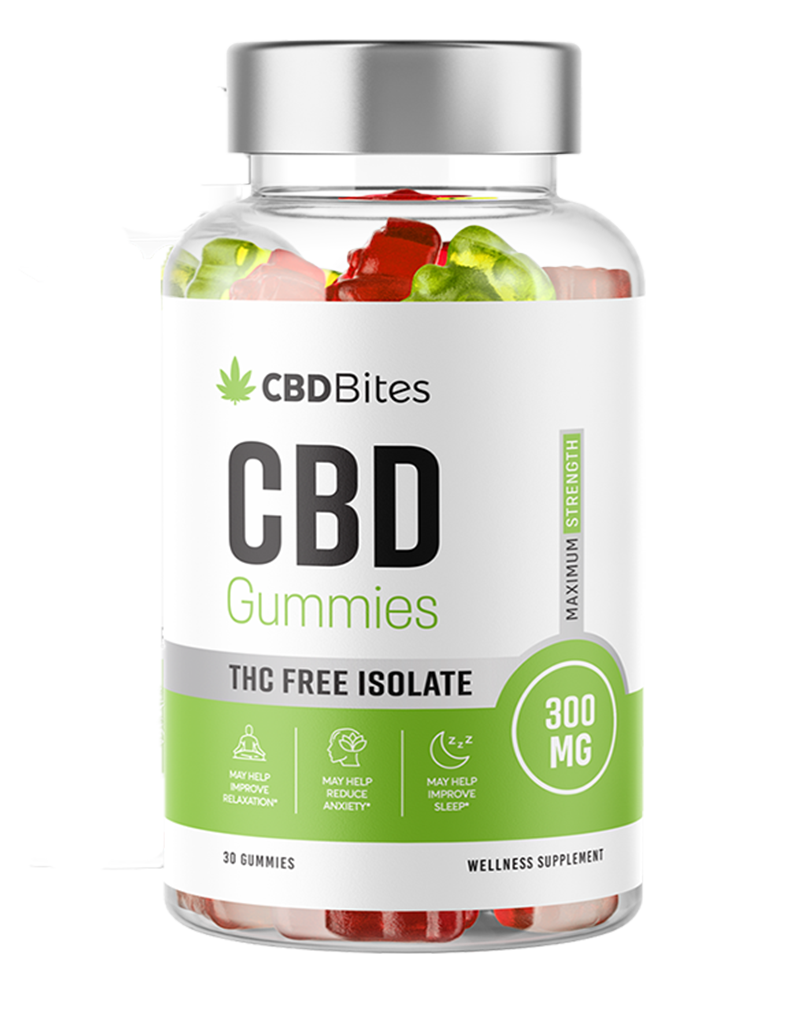 CBDBites
CBD
Gummies
MAXIMUM STRENGTH
THC FREE ISOLATE
300
MG
MAY HELP
IMPROVE
RELAXATION*
MAY HELP
REDUCE
ANXIETY*
zzz
MAY HELP
IMPROVE
SLEEP*
30 GUMMIES
WELLNESS SUPPLEMENT